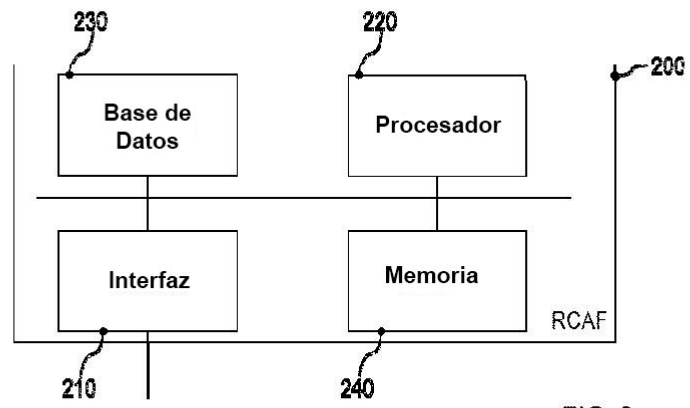 230
220
200
Base de
Datos
Procesador
Interfaz
Memoria
RCAF
210
240